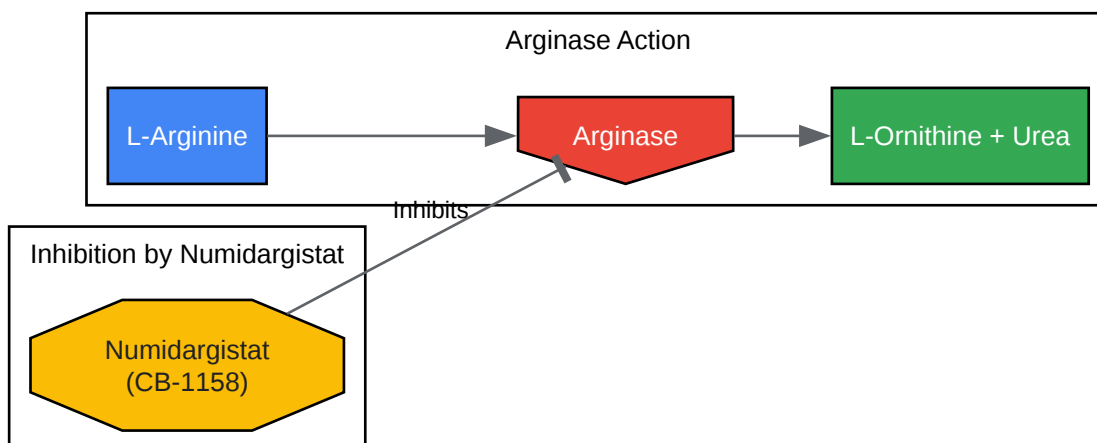 Arginase Action
L-Arginine
Arginase
L-Ornithine + Urea
Inhibits
Inhibition by Numidargistat
Numidargistat
(CB-1158)